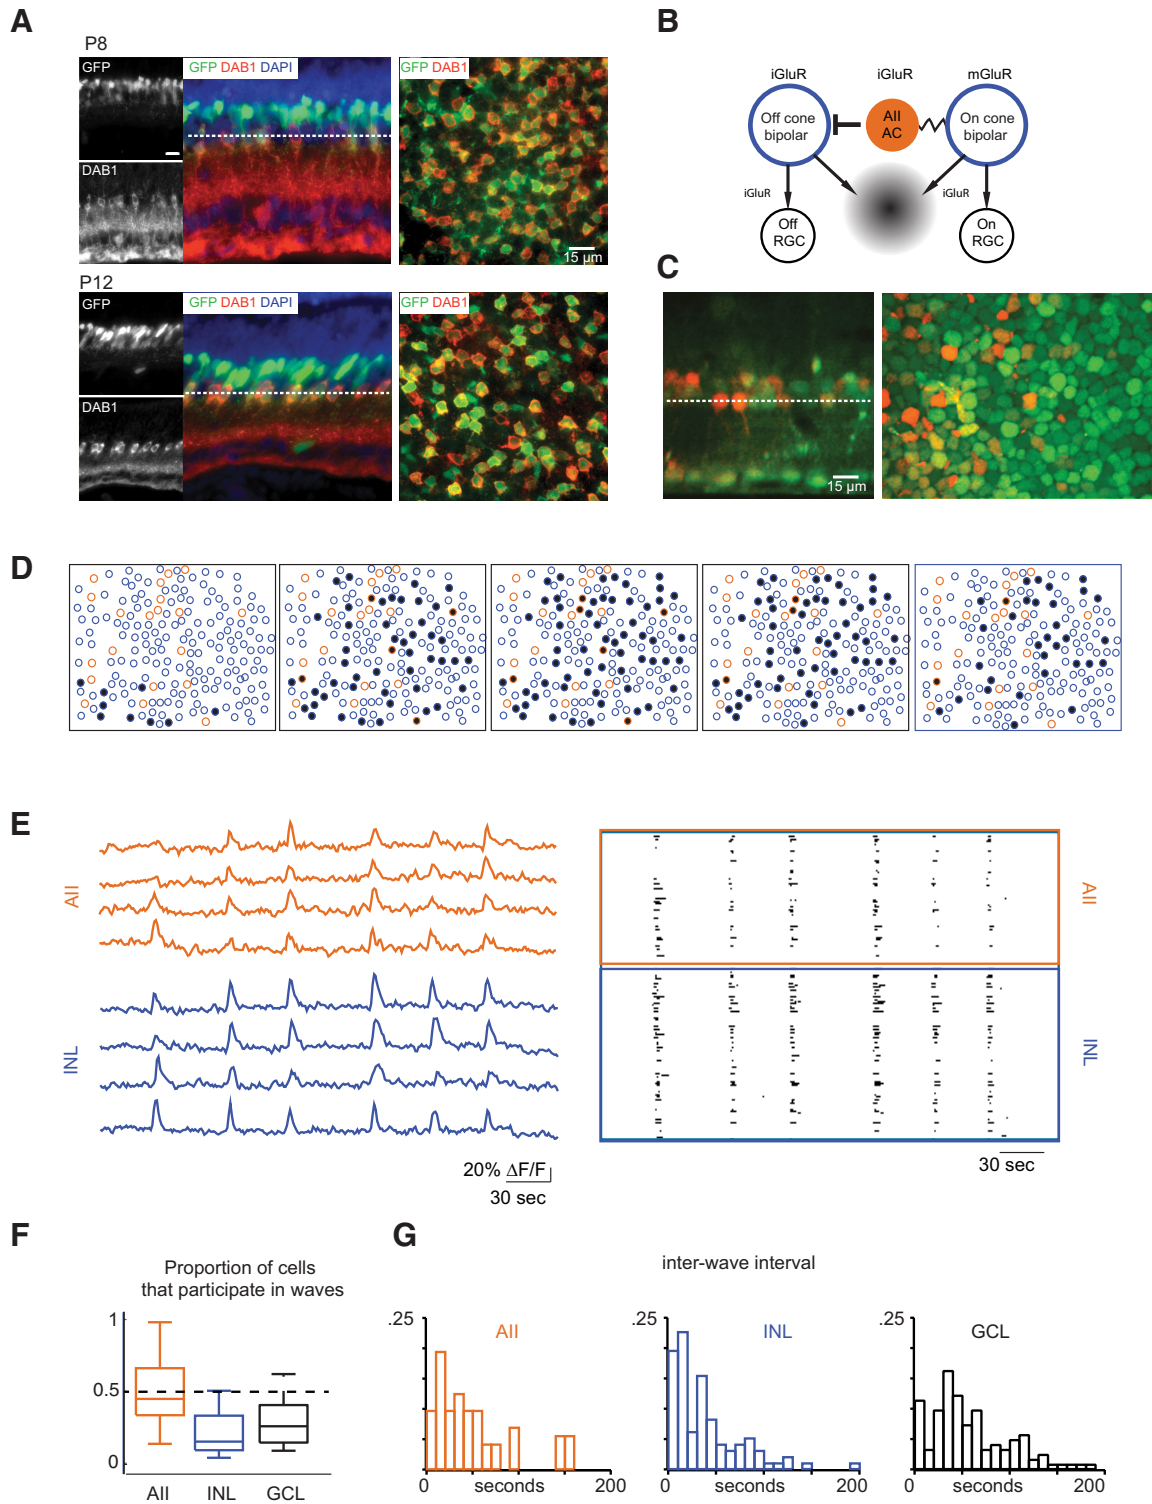 A
P8
GFP
GFP DAB1 DAPI
GFP DAB1
DAB1
15 µm
P12
GFP
GFP DAB1 DAPI
GFP DAB1
DAB1
B
iGluR
iGluR
mGluR
Off cone
bipolar
AII
AC
On cone
bipolar
iGluR
iGluR
Off
RGC
On
RGC
C
15 µm
D
E
AII
INL
20% ΔF/F
30 sec
AII
INL
30 sec
F
Proportion of cells
that participate in waves
1
0.5
0
AII
INL
GCL
G
inter-wave interval
.25
AII
0
seconds
200
.25
INL
0
seconds
200
.25
GCL
0
seconds
200